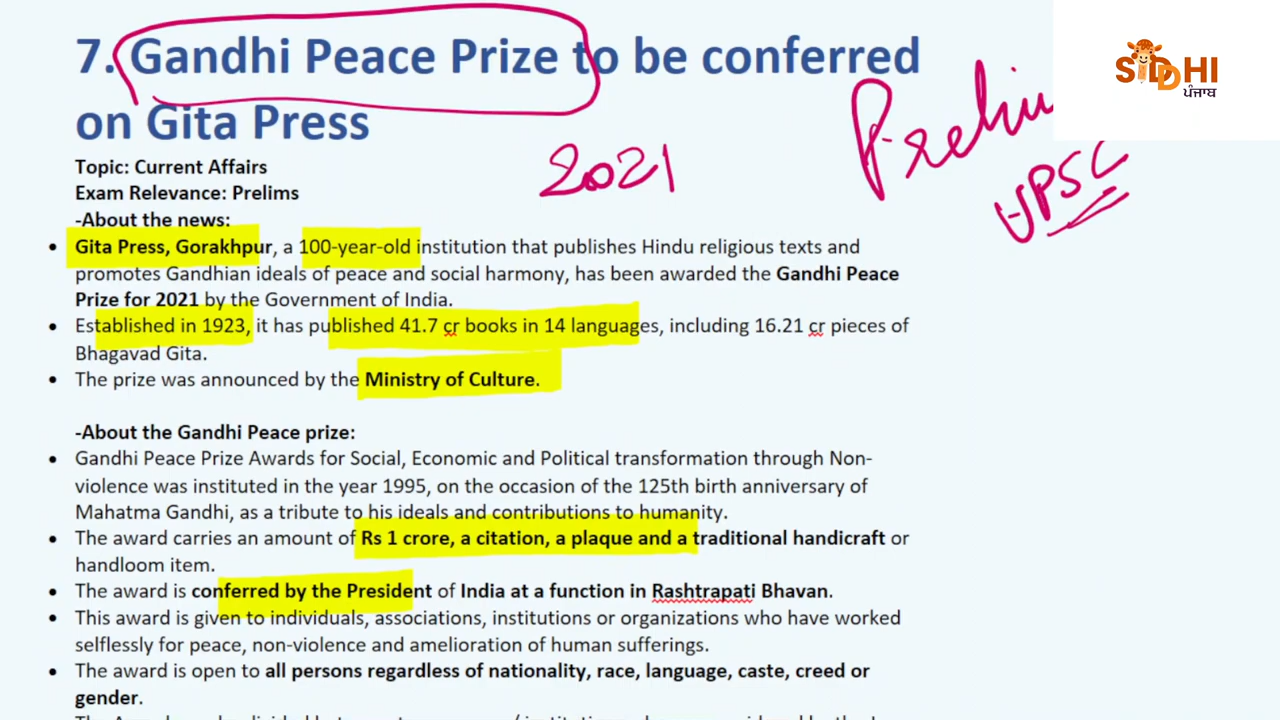 7. Gandhi Peace Prize to be conferred
on Gita Press
SIDDHI
ਪੰਜਾਬ
2021
UPSC
Topic: Current Affairs
Exam Relevance: Prelims
-About the news:
• Gita Press, Gorakhpur, a 100-year-old institution that publishes Hindu religious texts and
promotes Gandhian ideals of peace and social harmony, has been awarded the Gandhi Peace
Prize for 2021 by the Government of India.
• Established in 1923, it has published 41.7 cr books in 14 languages, including 16.21 cr pieces of
Bhagavad Gita.
• The prize was announced by the Ministry of Culture.
-About the Gandhi Peace prize:
• Gandhi Peace Prize Awards for Social, Economic and Political transformation through Non-
violence was instituted in the year 1995, on the occasion of the 125th birth anniversary of
Mahatma Gandhi, as a tribute to his ideals and contributions to humanity.
• The award carries an amount of Rs 1 crore, a citation, a plaque and a traditional handicraft or
handloom item.
• The award is conferred by the President of India at a function in Rashtrapati Bhavan.
• This award is given to individuals, associations, institutions or organizations who have worked
selflessly for peace, non-violence and amelioration of human sufferings.
• The award is open to all persons regardless of nationality, race, language, caste, creed or
gender.